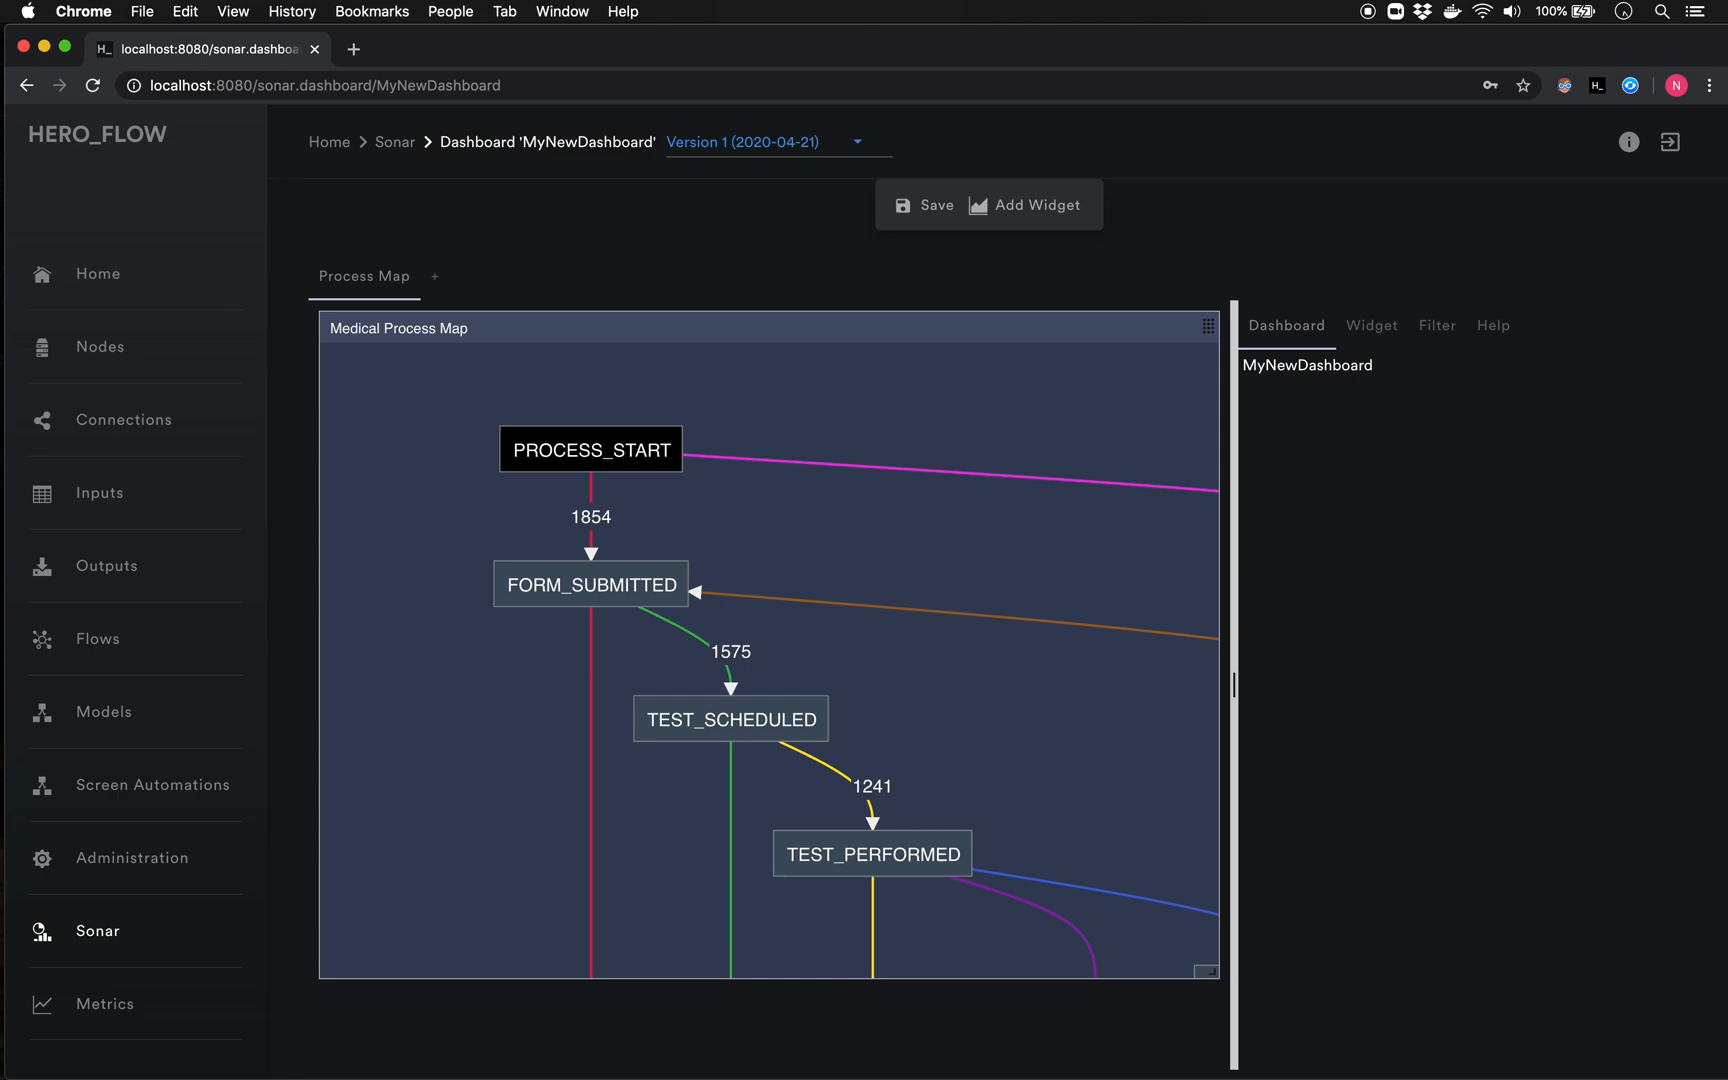 Chrome File Edit View History Bookmarks People Tab Window Help 100%
H_ localhost:8080/sonar.dashboa
localhost:8080/sonar.dashboard/MyNewDashboard H_ N
HERO_FLOW
Home
Nodes
Connections
Inputs
Outputs
Flows
Models
Screen Automations
Administration
Sonar
Metrics
Home > Sonar > Dashboard 'MyNewDashboard' Version 1 (2020-04-21)
Save Add Widget
Process Map +
Medical Process Map
PROCESS_START
1854
FORM_SUBMITTED
1575
TEST_SCHEDULED
1241
TEST_PERFORMED
Dashboard Widget Filter Help
MyNewDashboard